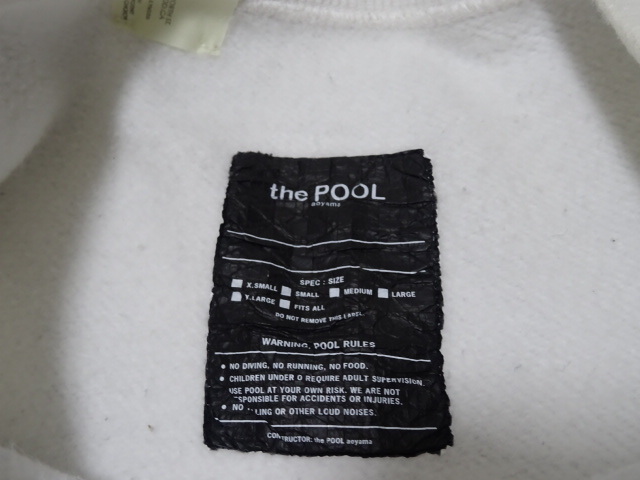 the POOL
aoyama
SPEC : SIZE
X.SMALL SMALL MEDIUM LARGE
X.LARGE FITS ALL
DO NOT REMOVE THIS LABEL.
WARNING, POOL RULES
• NO DIVING, NO RUNNING, NO FOOD.
• CHILDREN UNDER 0 REQUIRE ADULT SUPERVISION.
USE POOL AT YOUR OWN RISK. WE ARE NOT
RESPONSIBLE FOR ACCIDENTS OR INJURIES.
• NO LING OR OTHER LOUD NOISES.
CONSTRUCTOR: the POOL aoyama